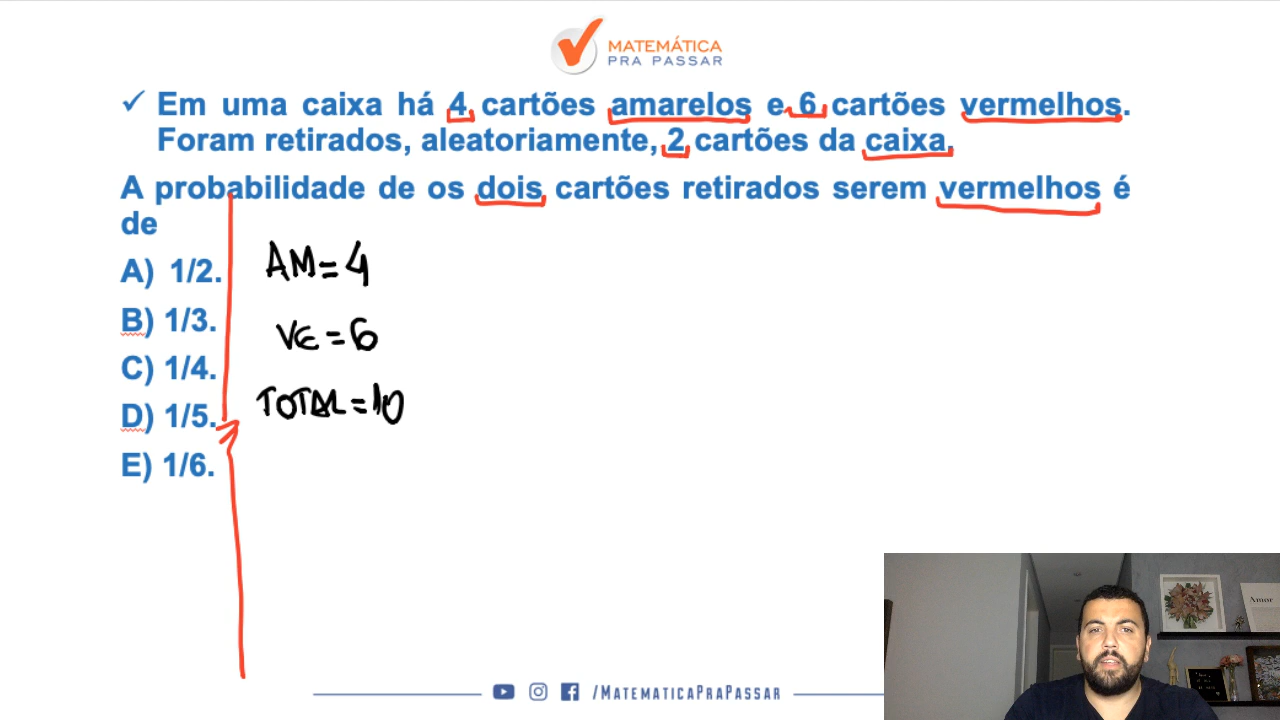 MATEMÁTICA
PRA PASSAR
✓ Em uma caixa há 4 cartões amarelos e 6 cartões vermelhos.
Foram retirados, aleatoriamente, 2 cartões da caixa.
A probabilidade de os dois cartões retirados serem vermelhos é
de
A) 1/2.
B) 1/3.
C) 1/4.
D) 1/5.
E) 1/6.
AM=4
VE=6
TOTAL=10
Amor
/MATEMATICAPRAPASSAR